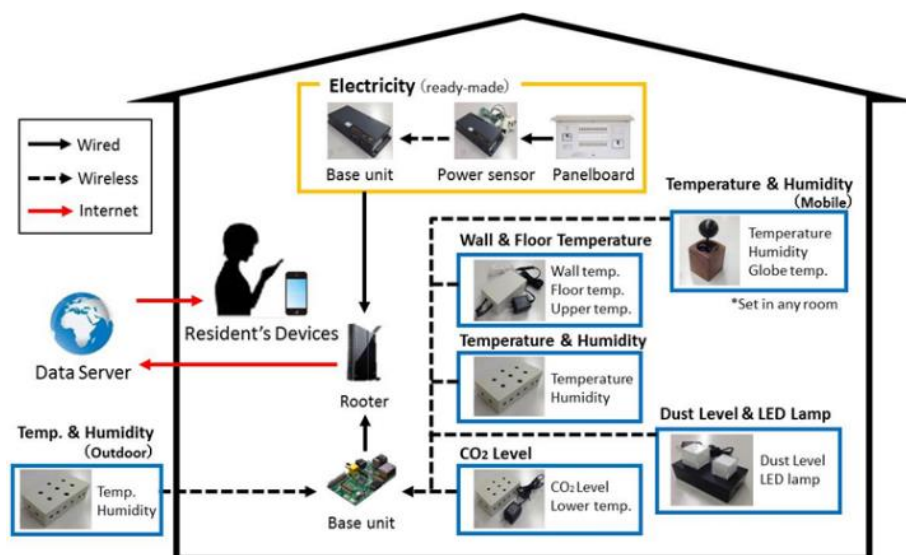 Electricity (ready-made)
Base unit
Power sensor
Panelboard
Wired
Wireless
Internet
Temperature & Humidity
(Mobile)
Temperature
Humidity
Globe temp.
*Set in any room
Wall & Floor Temperature
Wall temp.
Floor temp.
Upper temp.
Resident's Devices
Data Server
Rooter
Temperature & Humidity
Temperature
Humidity
Dust Level & LED Lamp
Dust Level
LED lamp
Temp. & Humidity
(Outdoor)
Temp.
Humidity
Base unit
CO₂ Level
CO₂ Level
Lower temp.